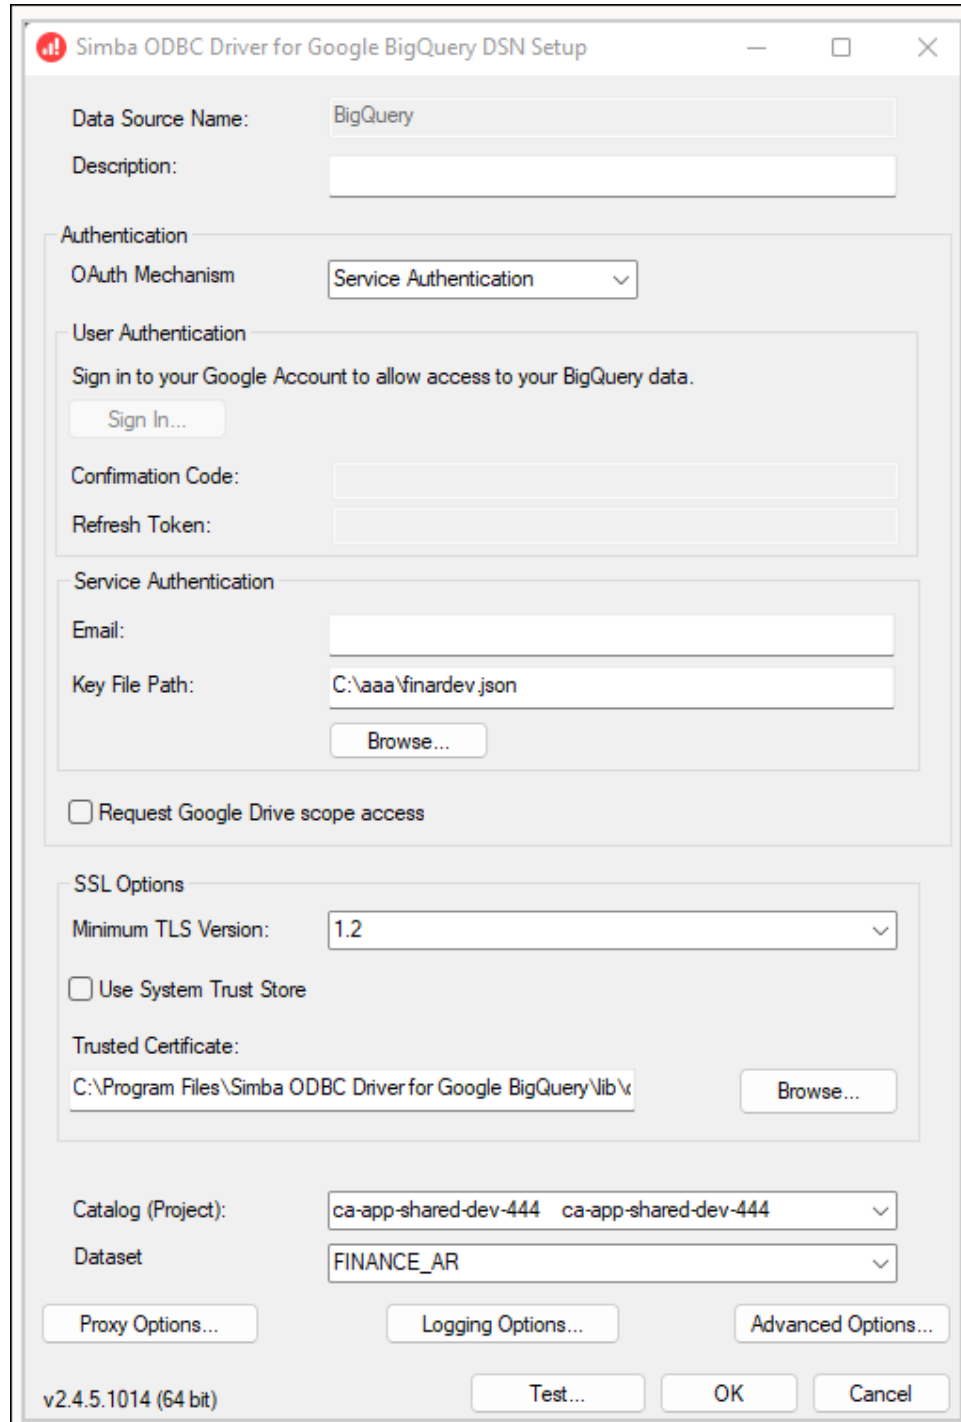 Simba ODBC Driver for Google BigQuery DSN Setup
Data Source Name: BigQuery
Description:
Authentication
OAuth Mechanism Service Authentication
User Authentication
Sign in to your Google Account to allow access to your BigQuery data.
Sign In...
Confirmation Code:
Refresh Token:
Service Authentication
Email:
Key File Path: C:\aaa\finardev.json
Browse...
Request Google Drive scope access
SSL Options
Minimum TLS Version: 1.2
Use System Trust Store
Trusted Certificate:
C:\Program Files\Simba ODBC Driver for Google BigQuery\lib\ Browse...
Catalog (Project): ca-app-shared-dev-444 ca-app-shared-dev-444
Dataset FINANCE_AR
Proxy Options... Logging Options... Advanced Options...
v2.4.5.1014 (64 bit) Test... OK Cancel